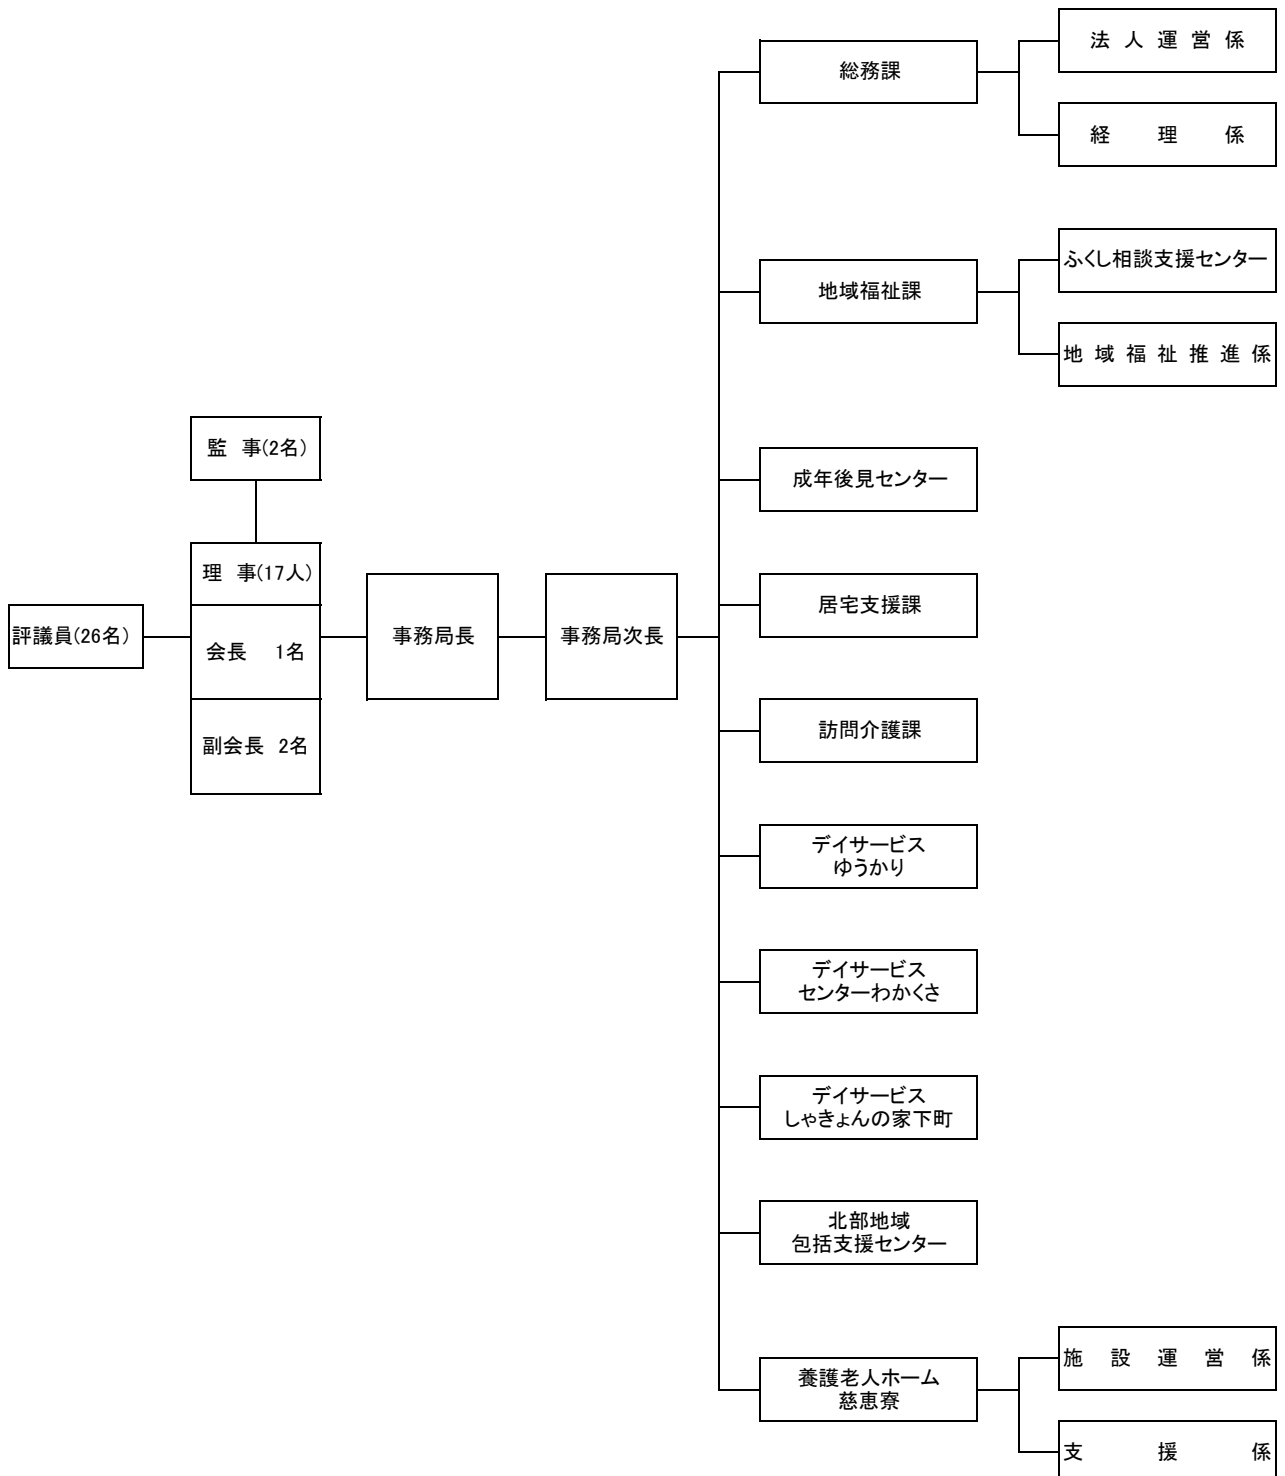 評議員(26名)
監　事(2名)
理　事(17人)
会長　1名
副会長　2名
事務局長
事務局次長
総務課
法人運営係
経理係
地域福祉課
ふくし相談支援センター
地域福祉推進係
成年後見センター
居宅支援課
訪問介護課
デイサービス
ゆうかり
デイサービス
センターわかくさ
デイサービス
しゃきょんの家下町
北部地域
包括支援センター
養護老人ホーム
慈恵寮
施設運営係
支援係